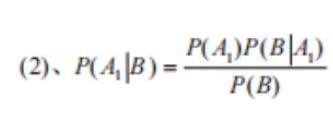 (2)、P(A₁|B) = P(A₁)P(B|A₁) / P(B)